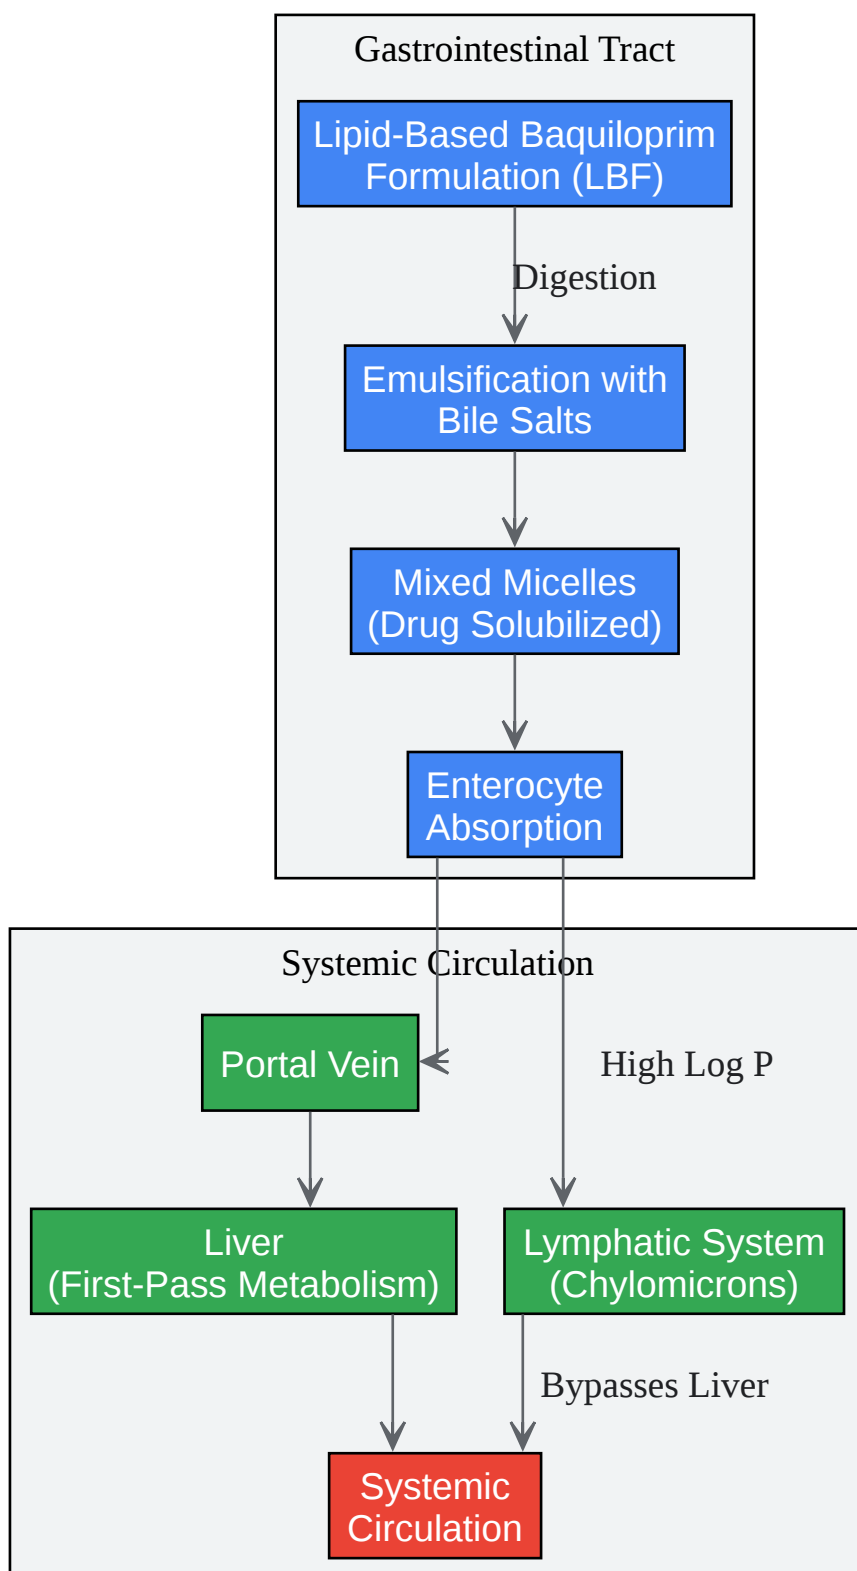 Gastrointestinal Tract
Lipid-Based Baquiloprim
Formulation (LBF)
Digestion
Emulsification with
Bile Salts
Mixed Micelles
(Drug Solubilized)
Enterocyte
Absorption
Systemic Circulation
Portal Vein
High Log P
Liver
(First-Pass Metabolism)
Lymphatic System
(Chylomicrons)
Bypasses Liver
Systemic
Circulation